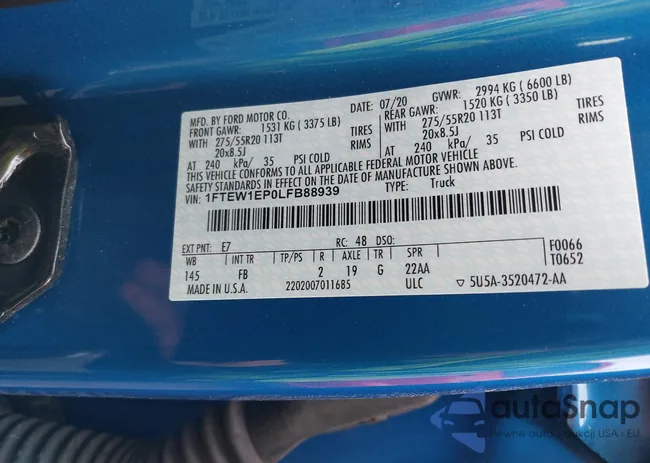 MFD. BY FORD MOTOR CO.
DATE: 07/20 GVWR: 2994 KG ( 6600 LB)
FRONT GAWR: 1531 KG ( 3375 LB) REAR GAWR: 1520 KG ( 3350 LB)
WITH 275/55R20 113T TIRES WITH 275/55R20 113T TIRES
20x8.5J RIMS 20x8.5J RIMS
AT 240 kPa/ 35 PSI COLD AT 240 kPa/ 35 PSI COLD
THIS VEHICLE CONFORMS TO ALL APPLICABLE FEDERAL MOTOR VEHICLE
SAFETY STANDARDS IN EFFECT ON THE DATE OF MANUFACTURE SHOWN ABOVE.
VIN: 1FTEW1EP0LFB88939 TYPE: Truck
EXT PNT: E7 RC: 48 DSO: F0066
WB INT TR TP/PS R AXLE TR SPR T0652
145 FB 2 19 G 22AA
MADE IN U.S.A. 2202007011685 ULC ▽ 5U5A-3520472-AA
autoSnap
Pewne auta z aukcji USA · EU